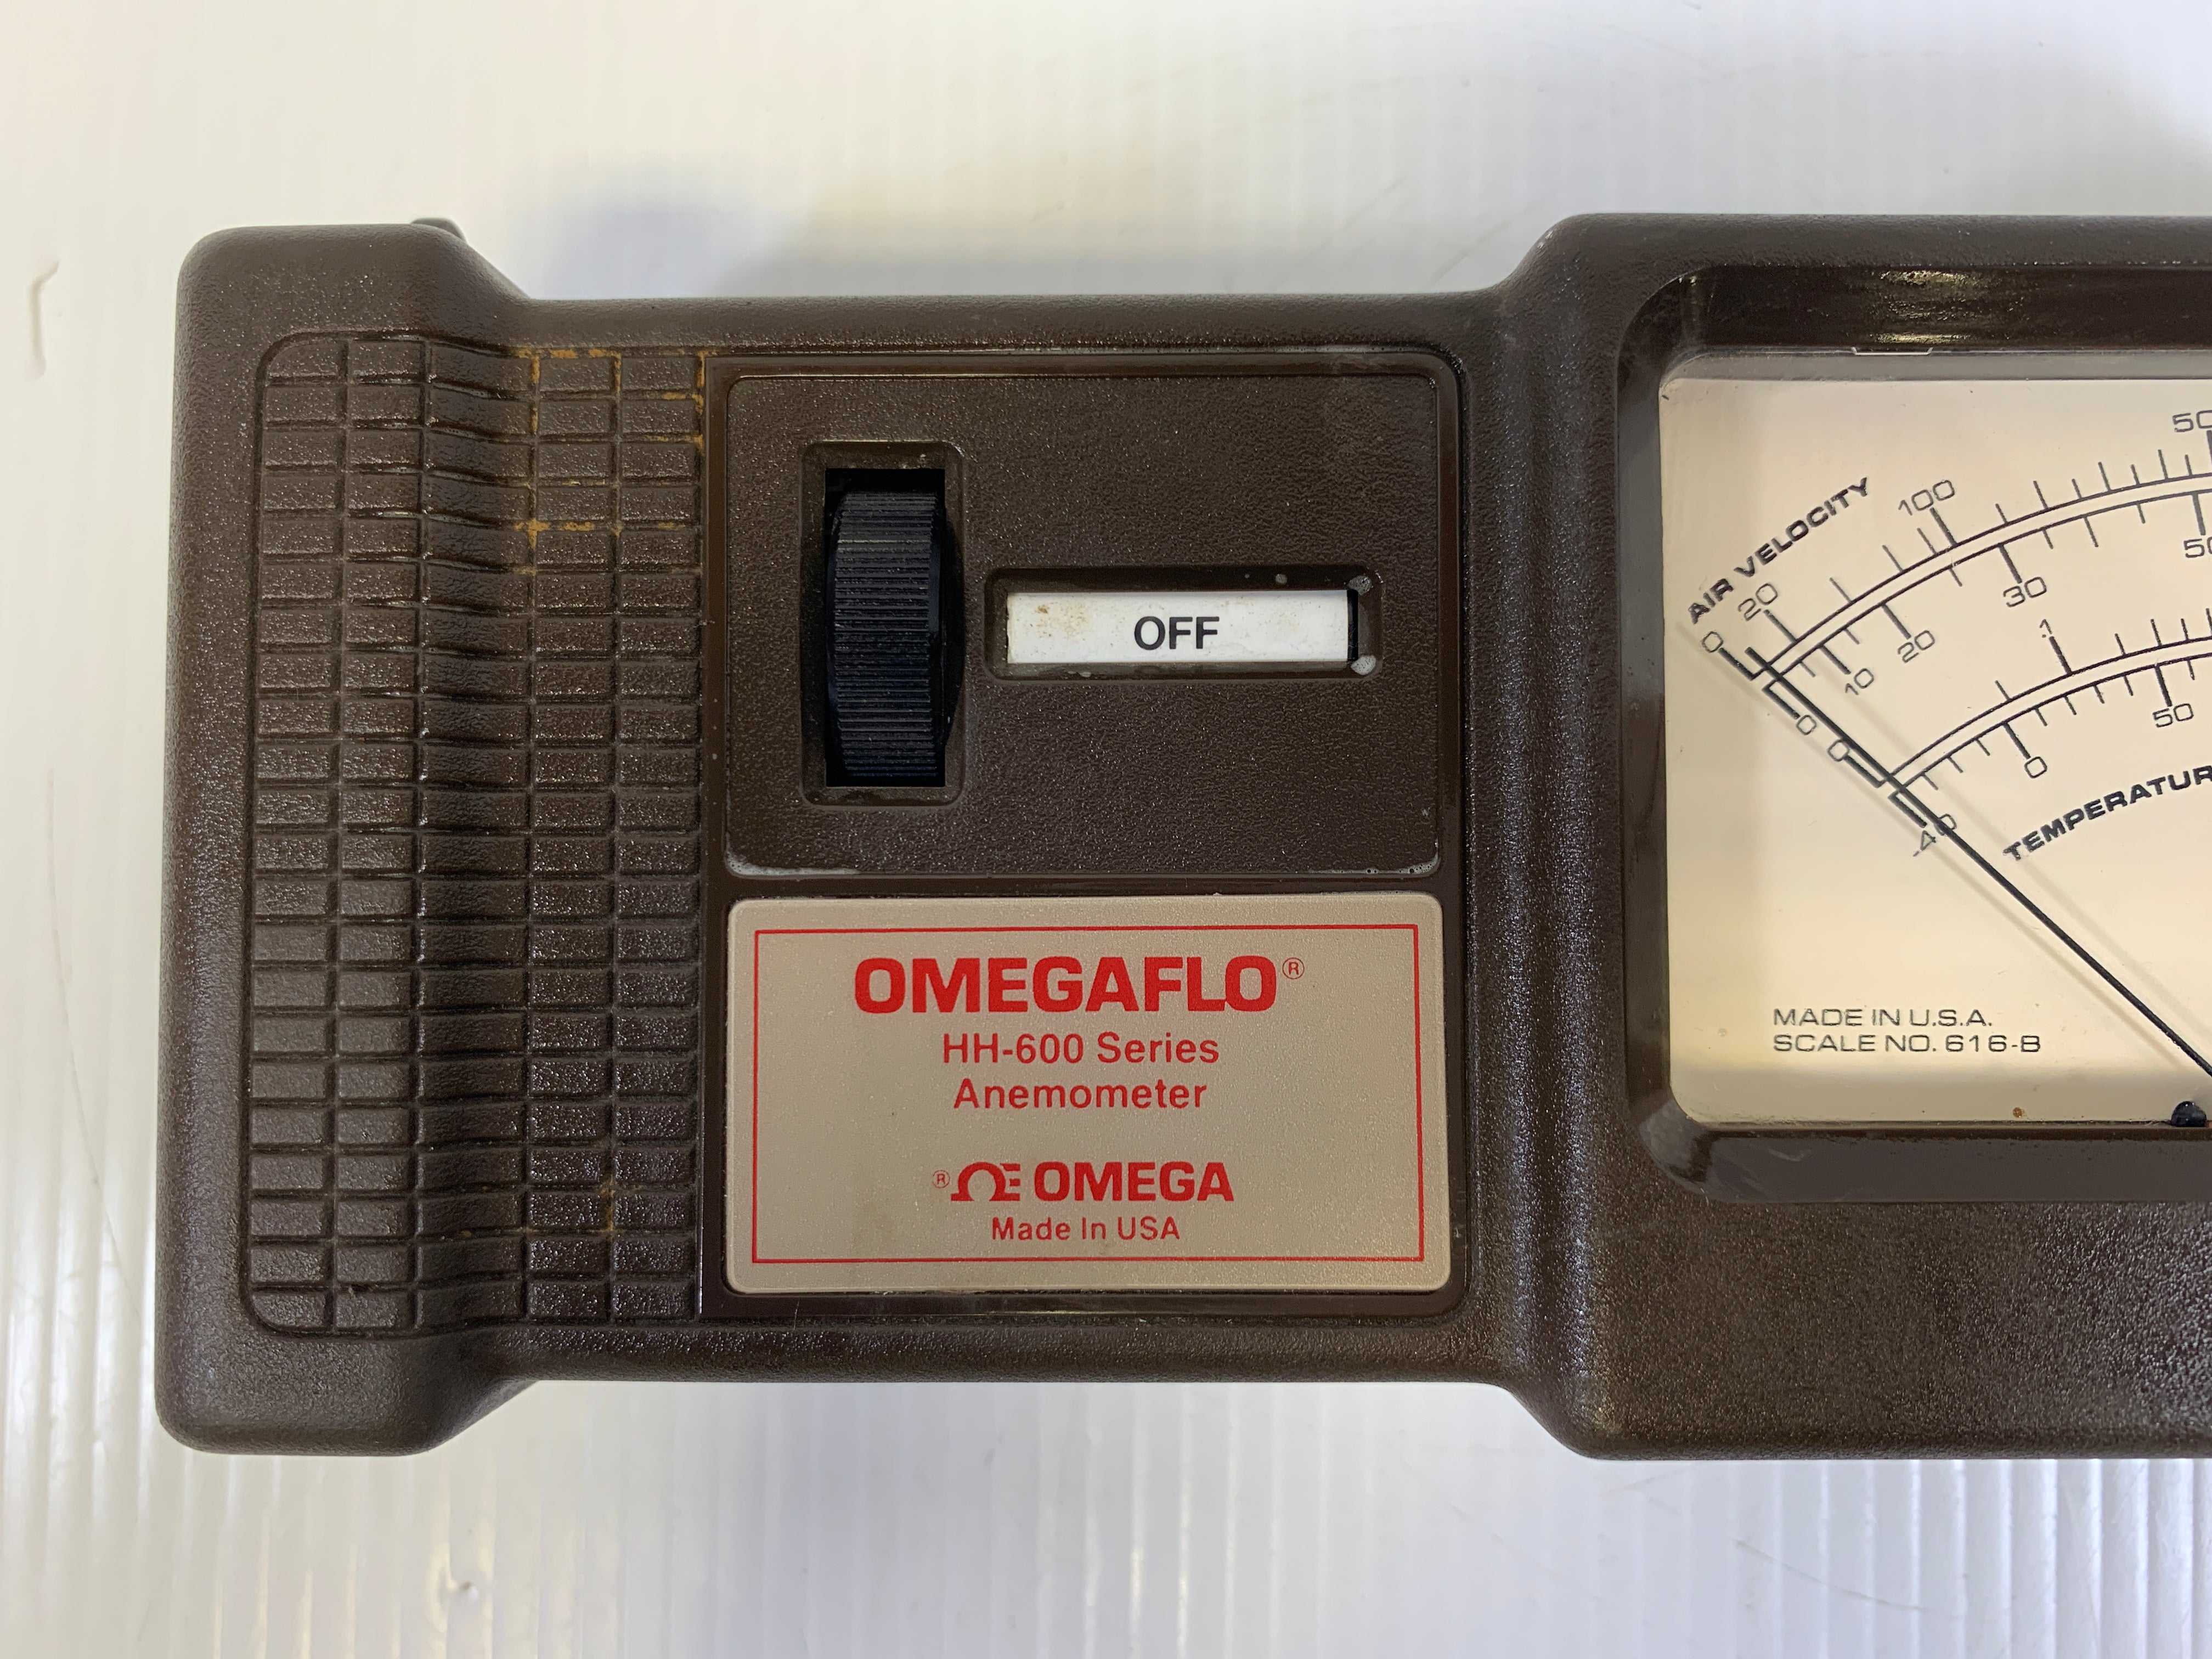 OFF
OMEGAFLO®
HH-600 Series
Anemometer
® ΩE OMEGA
Made In USA
AIR VELOCITY
0 20 100
0 10 20 30
0 .1
-40 0 50
MADE IN U.S.A.
SCALE NO. 616-B